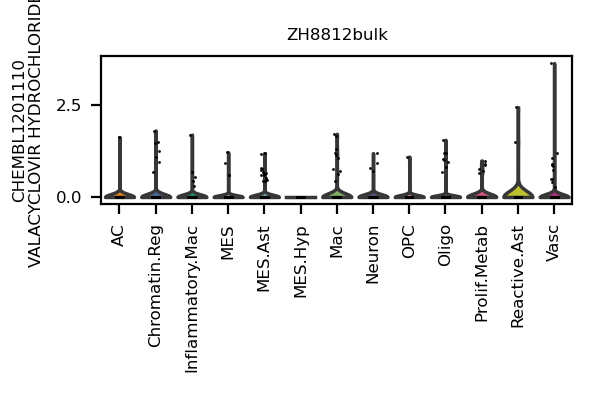 ZH8812bulk
CHEMBL1201110
VALACYCLOVIR HYDROCHLORIDE
2.5
0.0
AC
Chromatin.Reg
Inflammatory.Mac
MES
MES.Ast
MES.Hyp
Mac
Neuron
OPC
Oligo
Prolif.Metab
Reactive.Ast
Vasc